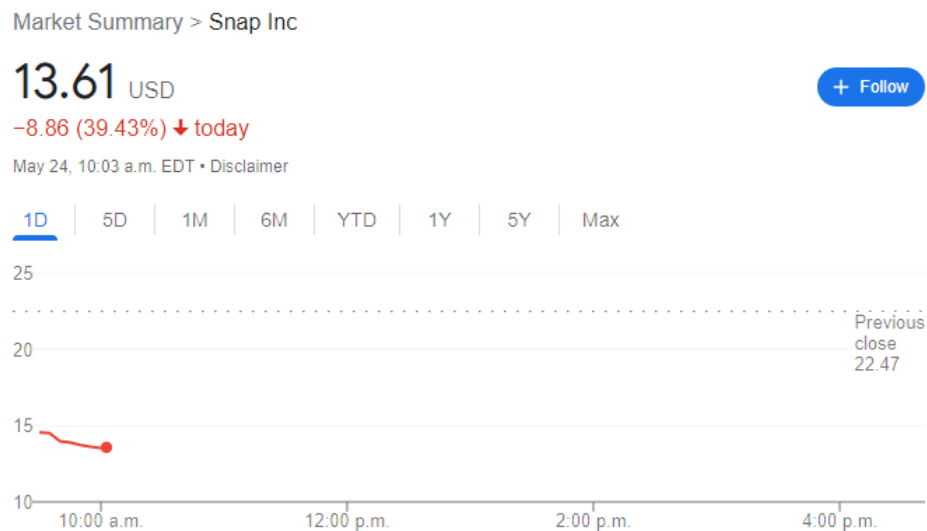 Market Summary > Snap Inc
13.61 USD
+ Follow
−8.86 (39.43%) ↓ today
May 24, 10:03 a.m. EDT • Disclaimer
1D 5D 1M 6M YTD 1Y 5Y Max
25
Previous
close
22.47
20
15
10
10:00 a.m. 12:00 p.m. 2:00 p.m. 4:00 p.m.